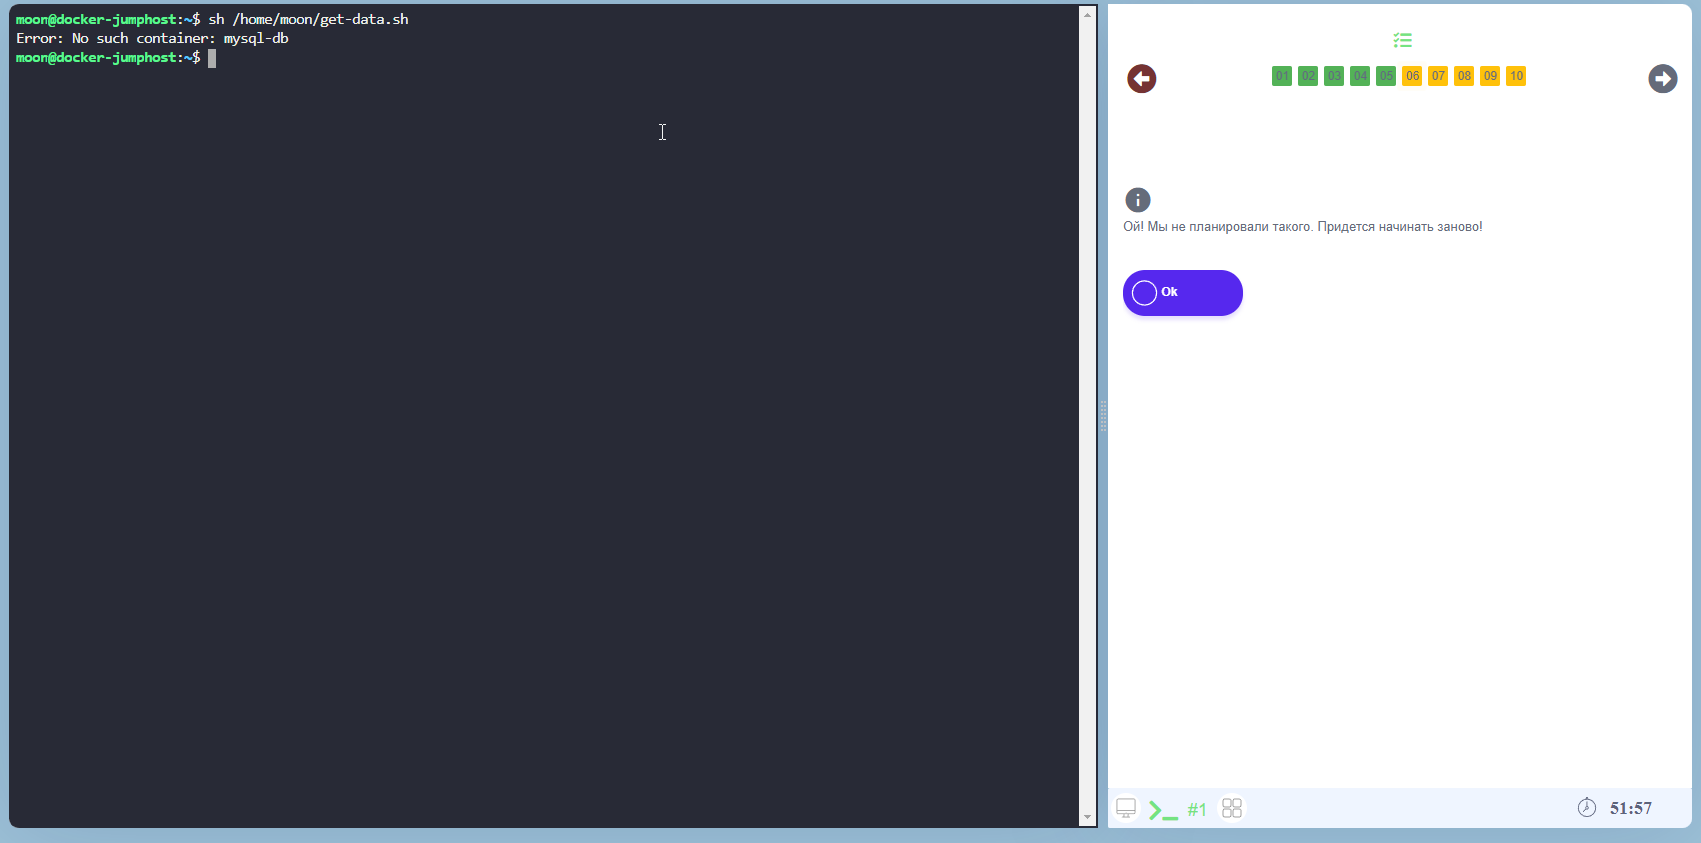 moon@docker-jumphost:~$ sh /home/moon/get-data.sh
Error: No such container: mysql-db
moon@docker-jumphost:~$
01 02 03 04 05 06 07 08 09 10
Ой! Мы не планировали такого. Придется начинать заново!
Ok
#1
51:57